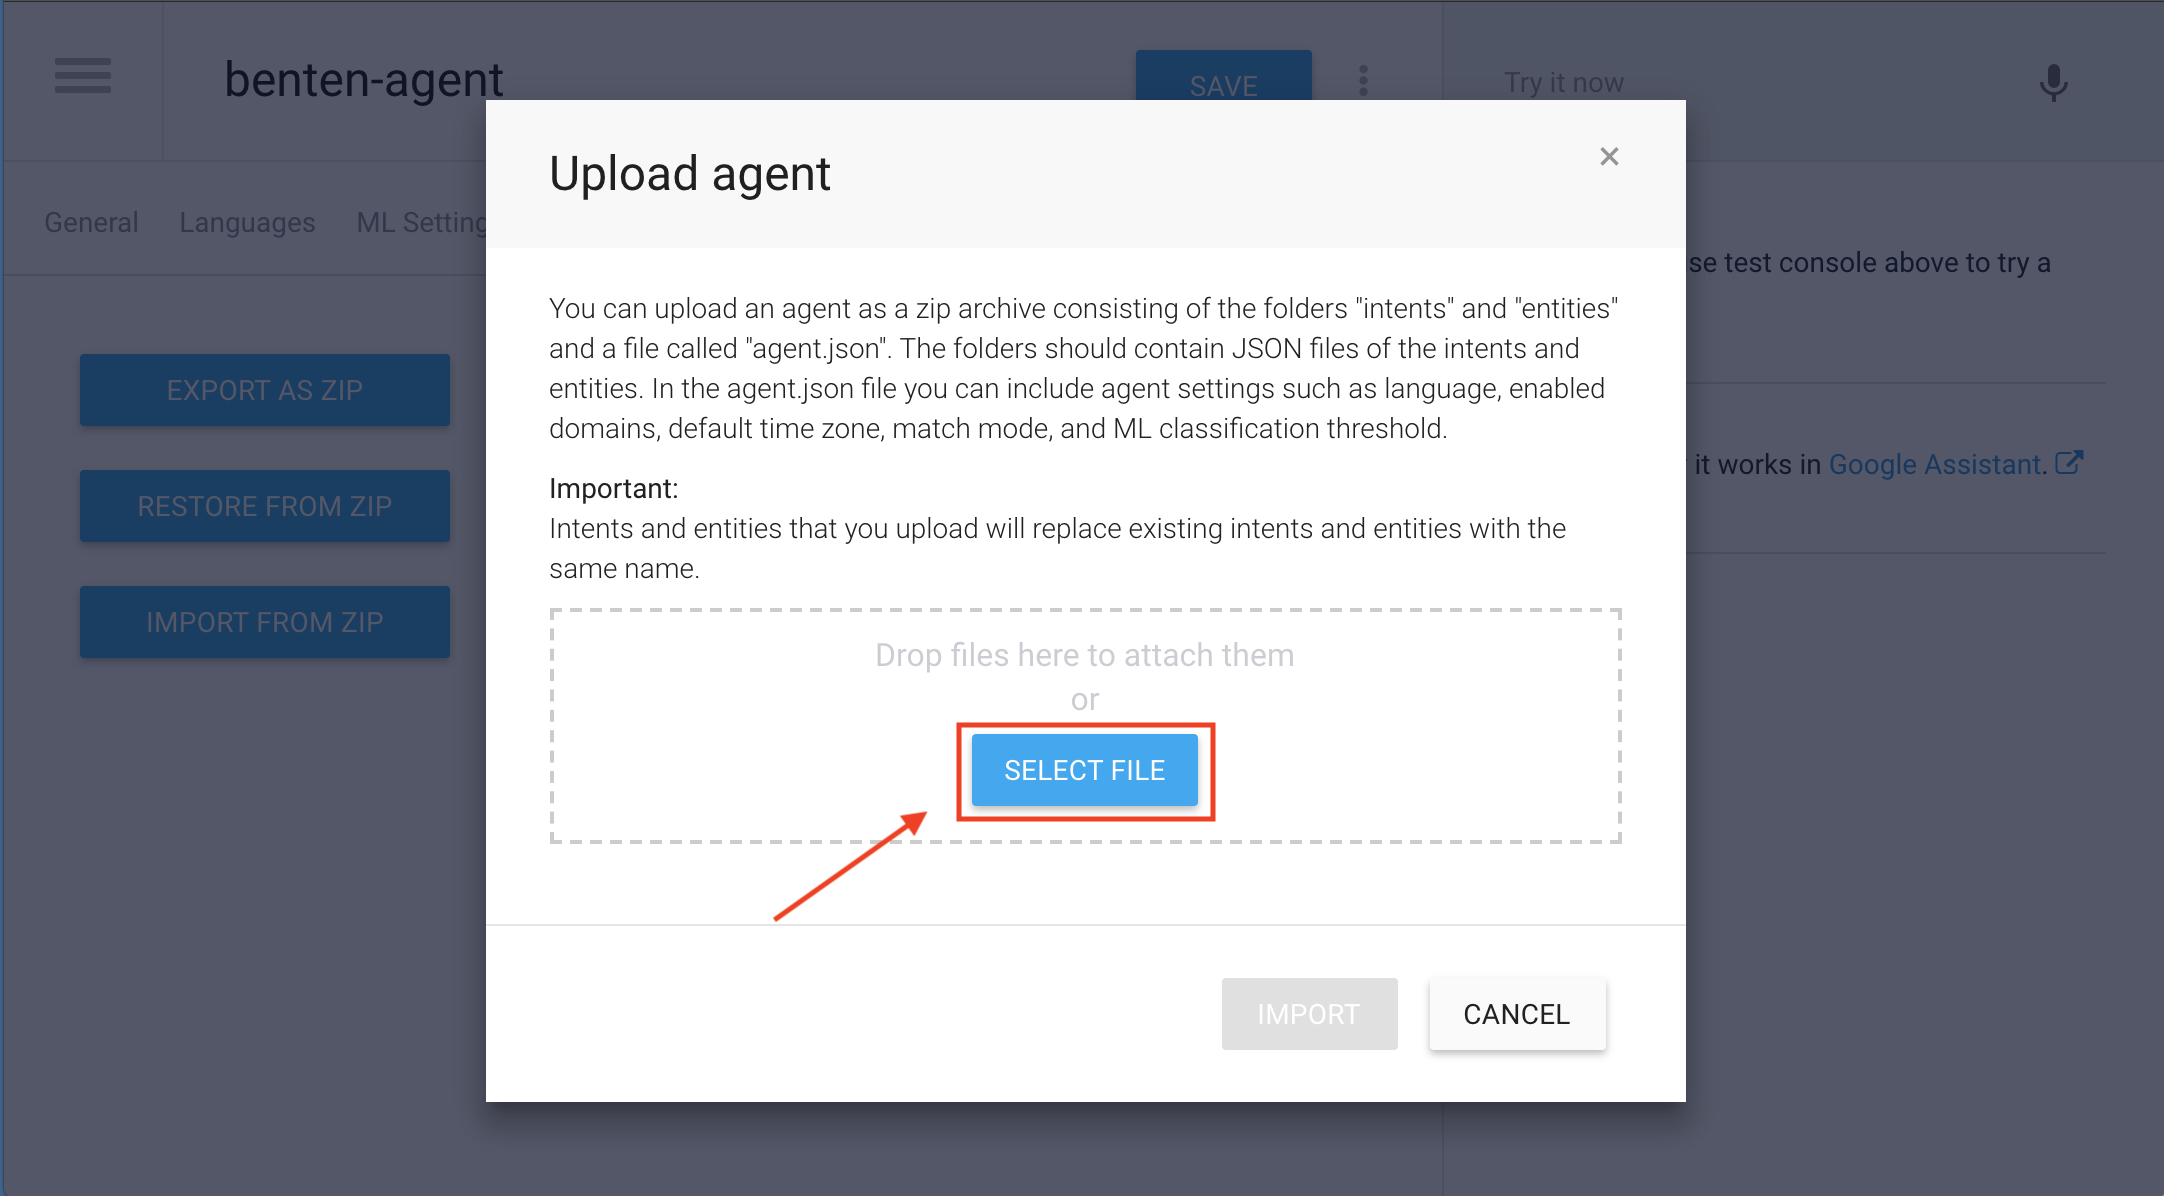 benten-agent
SAVE
Try it now
General Languages ML Setting
EXPORT AS ZIP
RESTORE FROM ZIP
IMPORT FROM ZIP
Upload agent
×
You can upload an agent as a zip archive consisting of the folders "intents" and "entities"
and a file called "agent.json". The folders should contain JSON files of the intents and
entities. In the agent.json file you can include agent settings such as language, enabled
domains, default time zone, match mode, and ML classification threshold.
Important:
Intents and entities that you upload will replace existing intents and entities with the
same name.
Drop files here to attach them
or
SELECT FILE
IMPORT
CANCEL
se test console above to try a
it works in Google Assistant.